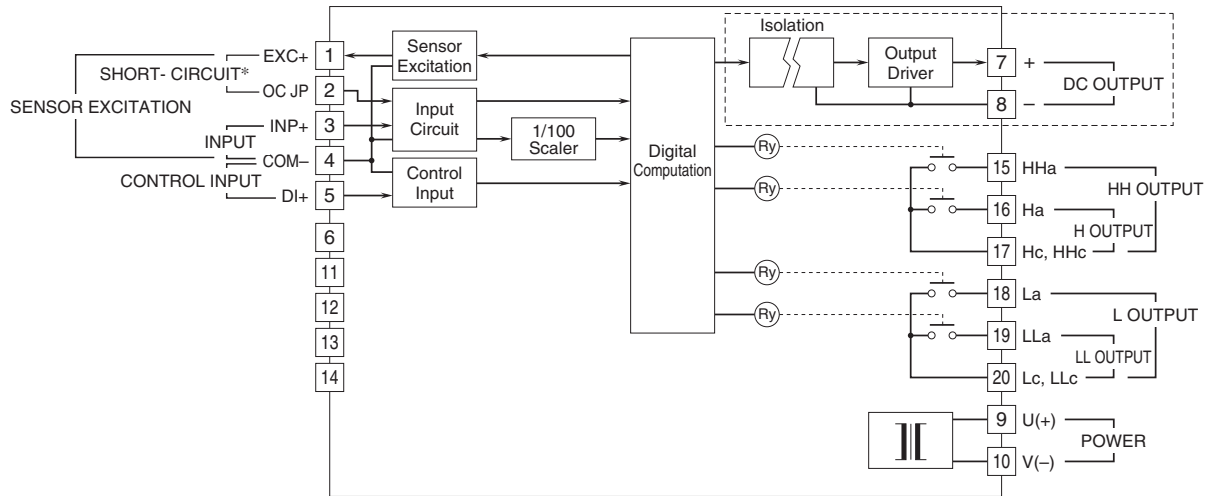 SENSOR EXCITATION
SHORT- CIRCUIT*
INPUT
CONTROL INPUT
EXC+
OC JP
INP+
COM–
DI+
1
2
3
4
5
6
11
12
13
14
Sensor
Excitation
Input
Circuit
1/100
Scaler
Control
Input
Digital
Computation
Isolation
Output
Driver
Ry
Ry
Ry
Ry
7 +
8 –
DC OUTPUT
15 HHa
16 Ha
17 Hc, HHc
HH OUTPUT
H OUTPUT
18 La
19 LLa
20 Lc, LLc
L OUTPUT
LL OUTPUT
9 U(+)
10 V(–)
POWER